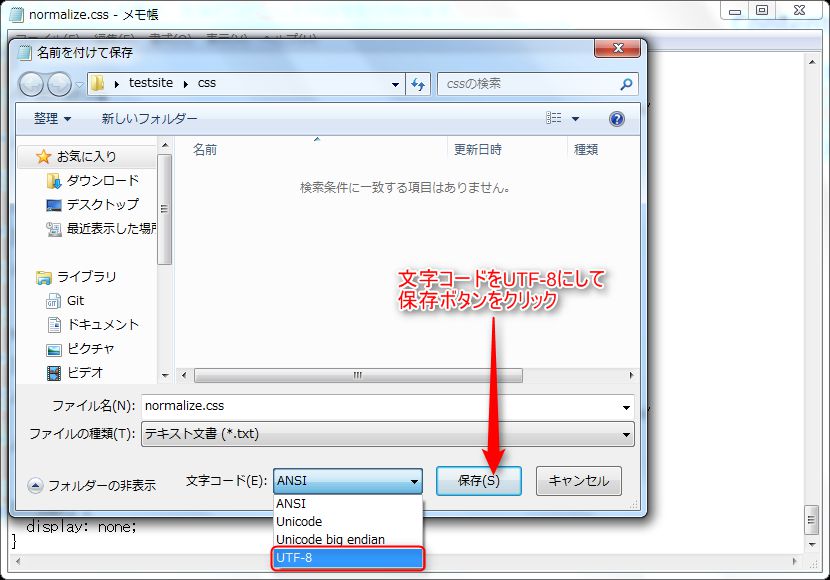 normalize.css - メモ帳
名前を付けて保存
testsite
css
cssの検索
整理
新しいフォルダー
お気に入り
ダウンロード
デスクトップ
最近表示した場所
ライブラリ
Git
ドキュメント
ピクチャ
ビデオ
名前
更新日時
種類
検索条件に一致する項目はありません。
文字コードをUTF-8にして
保存ボタンをクリック
ファイル名(N):
normalize.css
ファイルの種類(T):
テキスト文書 (*.txt)
フォルダーの非表示
文字コード(E):
ANSI
保存(S)
キャンセル
ANSI
Unicode
Unicode big endian
UTF-8
display: none;
}